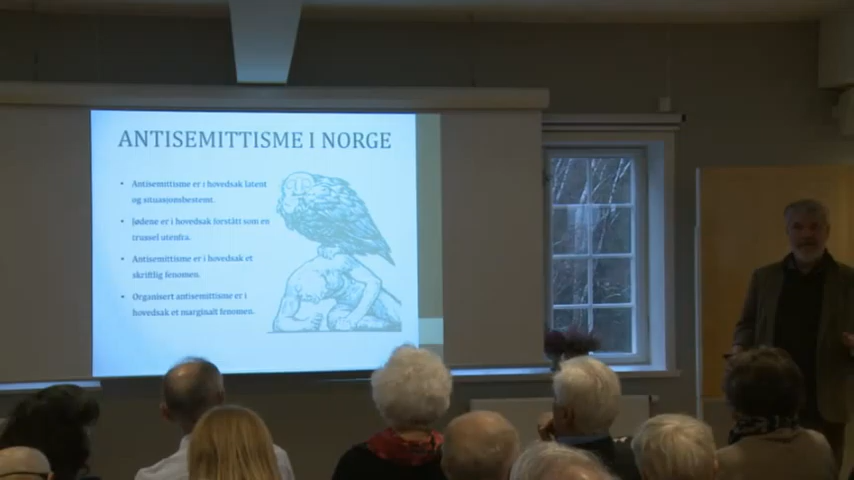 ANTISEMITTISME I NORGE
• Antisemittisme er i hovedsak latent
og situasjonsbestemt.
• Jødene er i hovedsak forstått som en
trussel utenfra.
• Antisemittisme er i hovedsak et
skriftlig fenomen.
• Organisert antisemittisme er i
hovedsak et marginalt fenomen.